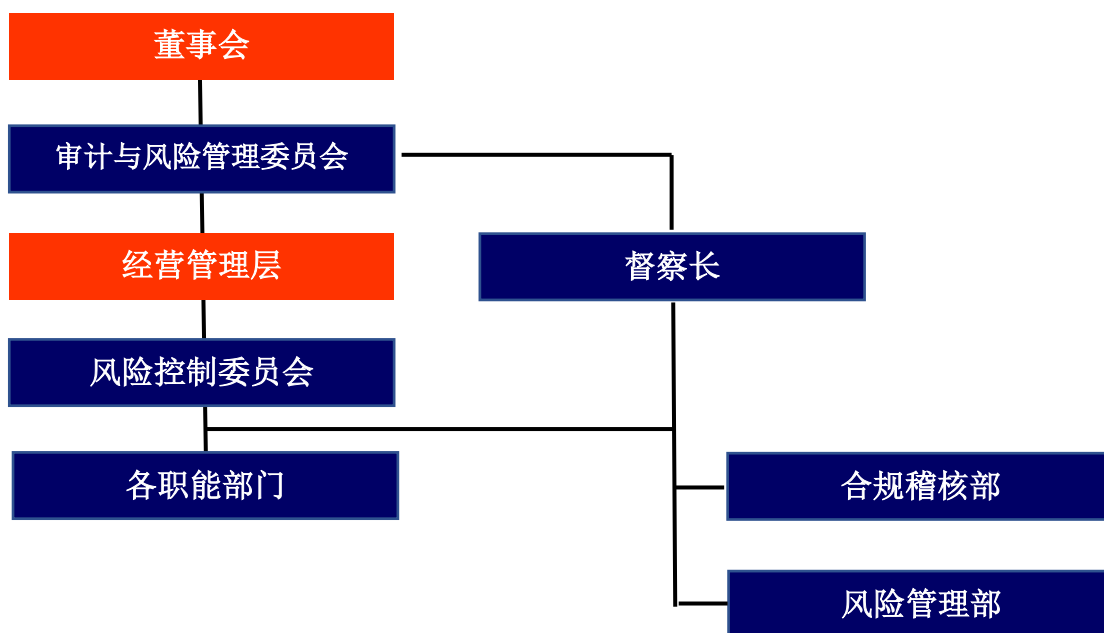 董事会
审计与风险管理委员会
经营管理层
督察长
风险控制委员会
各职能部门
合规稽核部
风险管理部